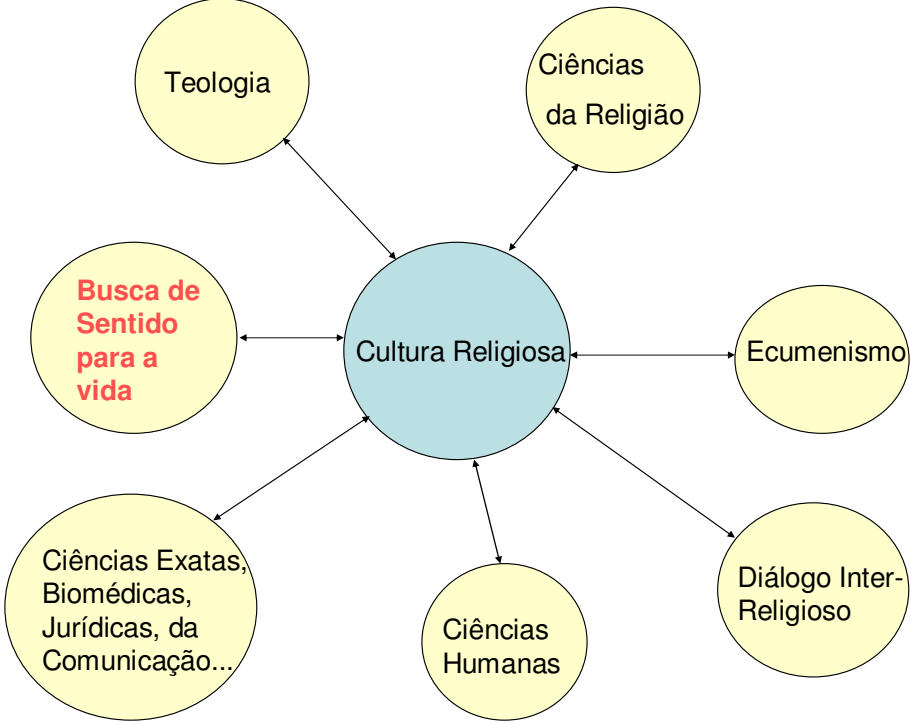 Teologia
Ciências
da Religião
Busca de
Sentido
para a
vida
Cultura Religiosa
Ecumenismo
Ciências Exatas,
Biomédicas,
Jurídicas, da
Comunicação...
Ciências
Humanas
Diálogo Inter-
Religioso